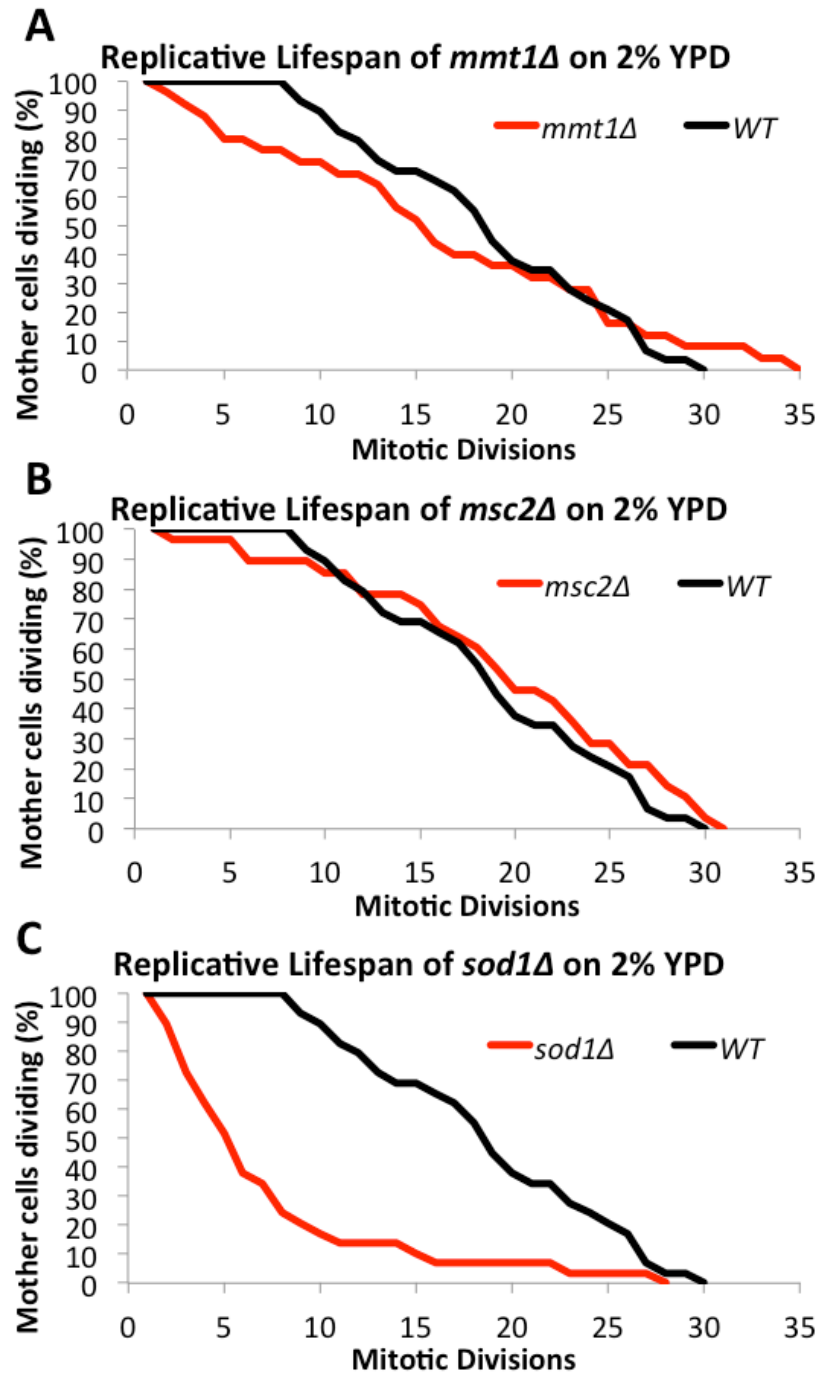 A
Replicative Lifespan of mmt1Δ on 2% YPD
Mother cells dividing (%)
100
90
80
70
60
50
40
30
20
10
0
mmt1Δ WT
0 5 10 15 20 25 30 35
Mitotic Divisions
B
Replicative Lifespan of msc2Δ on 2% YPD
Mother cells dividing (%)
100
90
80
70
60
50
40
30
20
10
0
msc2Δ WT
0 5 10 15 20 25 30 35
Mitotic Divisions
C
Replicative Lifespan of sod1Δ on 2% YPD
Mother cells dividing (%)
100
90
80
70
60
50
40
30
20
10
0
sod1Δ WT
0 5 10 15 20 25 30 35
Mitotic Divisions